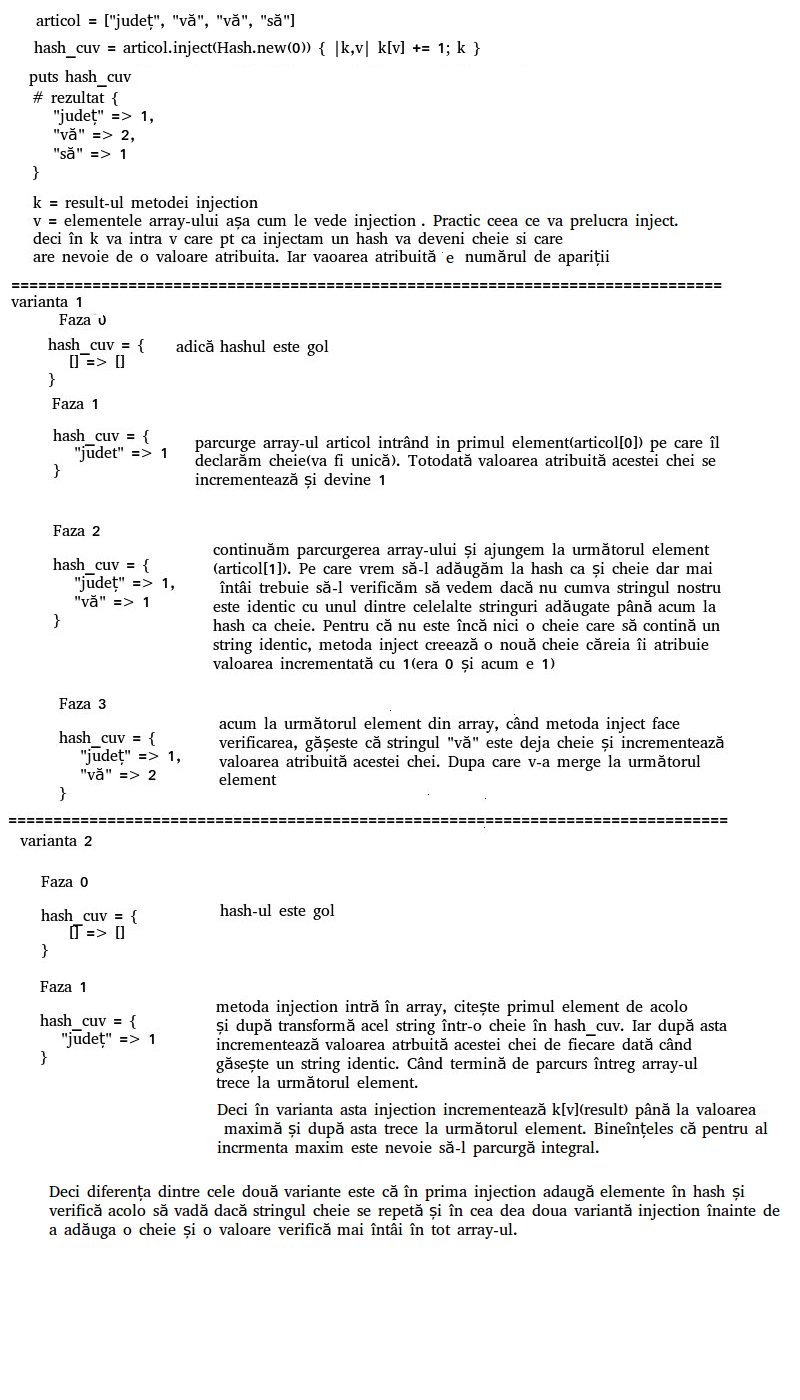 articol = ["județ", "vă", "vă", "să"]
hash_cuv = articol.inject(Hash.new(0)) { |k,v| k[v] += 1; k }
puts hash_cuv
# rezultat {
"județ" => 1,
"vă" => 2,
"să" => 1
}
k = result-ul metodei injection
v = elementele array-ului așa cum le vede injection . Practic ceea ce va prelucra inject.
deci în k va intra v care pt ca injectam un hash va deveni cheie si care
are nevoie de o valoare atribuita. Iar vaoarea atribuită e numărul de apariții
================================================================================
varianta 1
Faza 0
hash_cuv = { adică hashul este gol
[] => []
}
Faza 1
hash_cuv = {
"judet" => 1
}
parcurge array-ul articol intrând in primul element(articol[0]) pe care îl
declarăm cheie(va fi unică). Totodată valoarea atribuită acestei chei se
incrementează și devine 1
Faza 2
hash_cuv = {
"județ" => 1,
"vă" => 1
}
continuăm parcurgerea array-ului și ajungem la următorul element
(articol[1]). Pe care vrem să-l adăugăm la hash ca și cheie dar mai
întâi trebuie să-l verificăm să vedem dacă nu cumva stringul nostru
este identic cu unul dintre celelalte stringuri adăugate până acum la
hash ca cheie. Pentru că nu este încă nici o cheie care să contină un
string identic, metoda inject creează o nouă cheie căreia îi atribuie
valoarea incrementată cu 1(era 0 și acum e 1)
Faza 3
hash_cuv = {
"județ" => 1,
"vă" => 2
}
acum la următorul element din array, când metoda inject face
verificarea, gășeste că stringul "vă" este deja cheie și incrementează
valoarea atribuită acestei chei. Dupa care v-a merge la următorul
element
================================================================================
varianta 2
Faza 0
hash_cuv = { hash-ul este gol
[] => []
}
Faza 1
hash_cuv = {
"județ" => 1
}
metoda injection intră în array, citește primul element de acolo
și după transformă acel string într-o cheie în hash_cuv. Iar după asta
incrementează valoarea atrbuită acestei chei de fiecare dată când
găsește un string identic. Când termină de parcurs întreg array-ul
trece la următorul element.
Deci în varianta asta injection incrementează k[v](result) până la valoarea
maximă și după asta trece la următorul element. Bineînțeles că pentru al
incrmenta maxim este nevoie să-l parcurgă integral.
Deci diferența dintre cele două variante este că în prima injection adaugă elemente în hash și
verifică acolo să vadă dacă stringul cheie se repetă și în cea dea doua variantă injection înainte de
a adăuga o cheie și o valoare verifică mai întâi în tot array-ul.